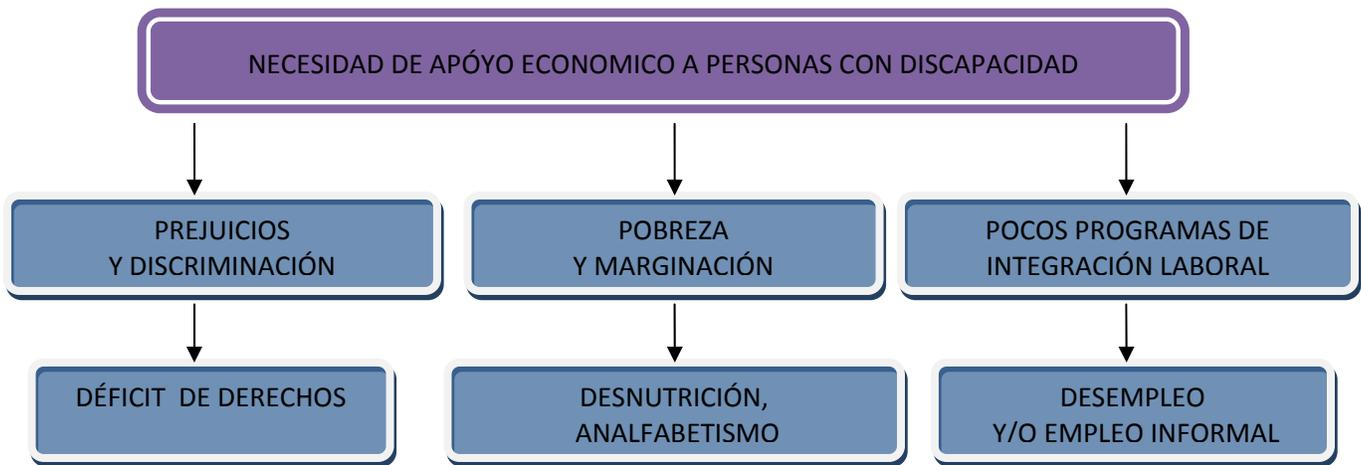 NECESIDAD DE APÓYO ECONOMICO A PERSONAS CON DISCAPACIDAD
PREJUICIOS
Y DISCRIMINACIÓN
POBREZA
Y MARGINACIÓN
POCOS PROGRAMAS DE
INTEGRACIÓN LABORAL
DÉFICIT DE DERECHOS
DESNUTRICIÓN,
ANALFABETISMO
DESEMPLEO
Y/O EMPLEO INFORMAL